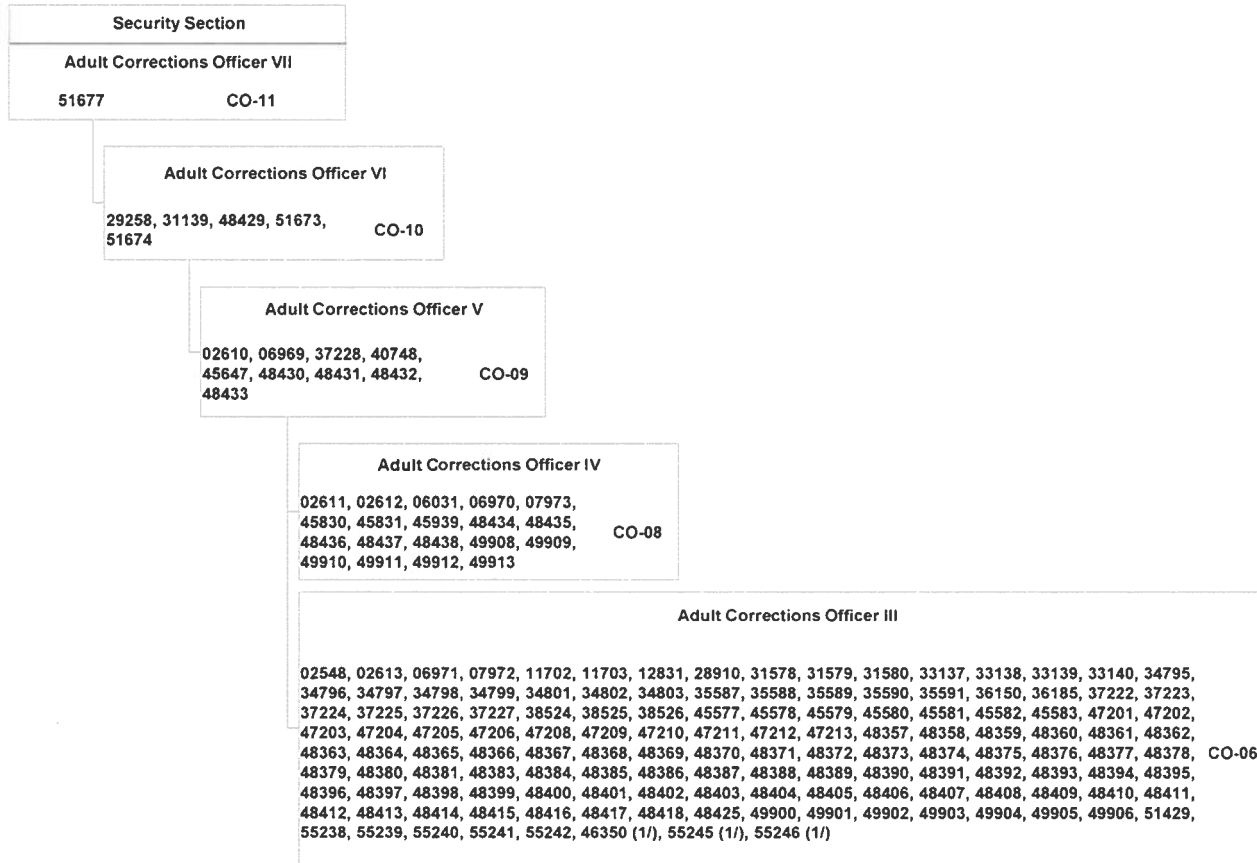 Security Section
Adult Corrections Officer VII
51677 CO-11
Adult Corrections Officer VI
29258, 31139, 48429, 51673,
51674
CO-10
Adult Corrections Officer V
02610, 06969, 37228, 40748,
45647, 48430, 48431, 48432,
48433
CO-09
Adult Corrections Officer IV
02611, 02612, 06031, 06970, 07973,
45830, 45831, 45939, 48434, 48435,
48436, 48437, 48438, 49908, 49909,
49910, 49911, 49912, 49913
CO-08
Adult Corrections Officer III
02548, 02613, 06971, 07972, 11702, 11703, 12831, 28910, 31578, 31579, 31580, 33137, 33138, 33139, 33140, 34795,
34796, 34797, 34798, 34799, 34801, 34802, 34803, 35587, 35588, 35589, 35590, 35591, 36150, 36185, 37222, 37223,
37224, 37225, 37226, 37227, 38524, 38525, 38526, 45577, 45578, 45579, 45580, 45581, 45582, 45583, 47201, 47202,
47203, 47204, 47205, 47206, 47208, 47209, 47210, 47211, 47212, 47213, 48357, 48358, 48359, 48360, 48361, 48362,
48363, 48364, 48365, 48366, 48367, 48368, 48369, 48370, 48371, 48372, 48373, 48374, 48375, 48376, 48377, 48378,
48379, 48380, 48381, 48383, 48384, 48385, 48386, 48387, 48388, 48389, 48390, 48391, 48392, 48393, 48394, 48395,
48396, 48397, 48398, 48399, 48400, 48401, 48402, 48403, 48404, 48405, 48406, 48407, 48408, 48409, 48410, 48411,
48412, 48413, 48414, 48415, 48416, 48417, 48418, 48425, 49900, 49901, 49902, 49903, 49904, 49905, 49906, 51429,
55238, 55239, 55240, 55241, 55242, 46350 (1/), 55245 (1/), 55246 (1/)
CO-06